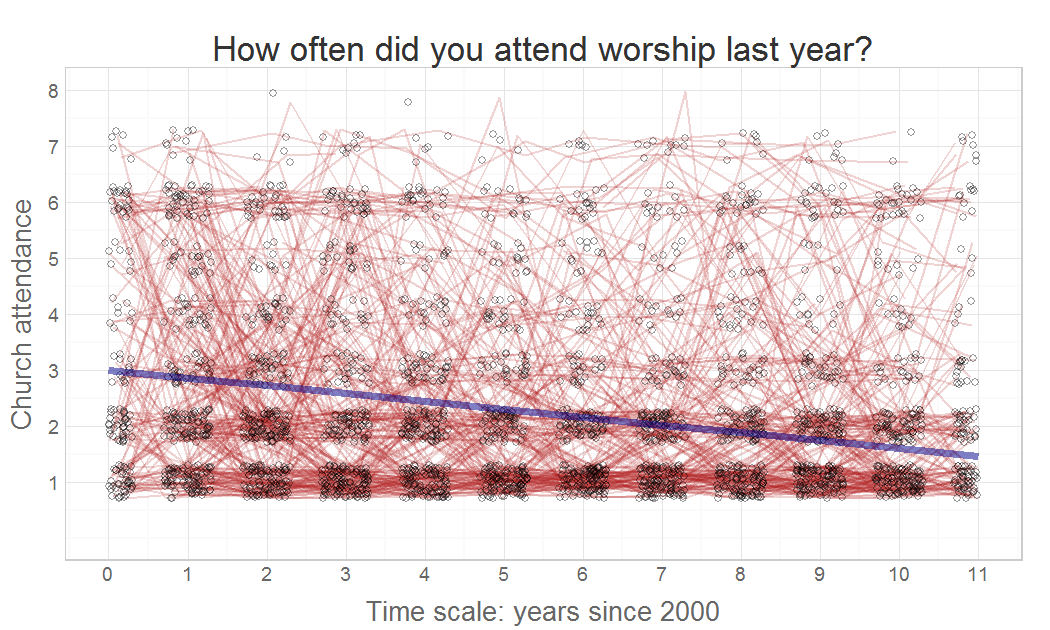 How often did you attend worship last year?
Church attendance
8
7
6
5
4
3
2
1
0 1 2 3 4 5 6 7 8 9 10 11
Time scale: years since 2000